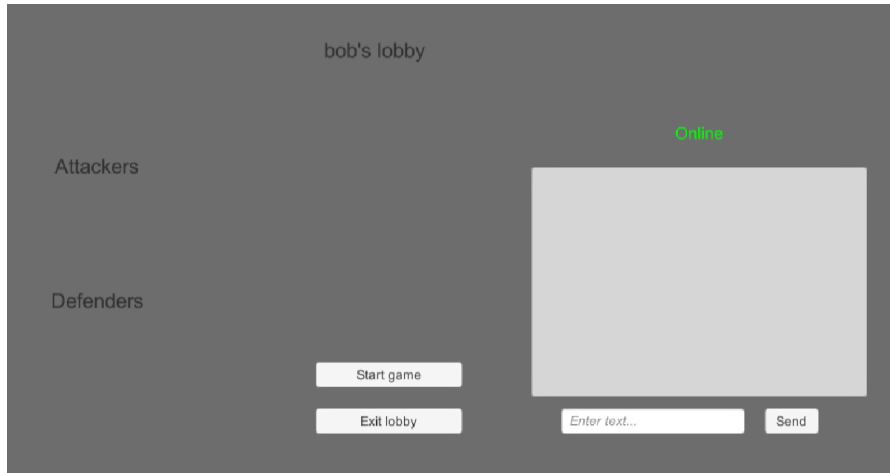 bob's lobby
Online
Attackers
Defenders
Start game
Exit lobby
Enter text...
Send